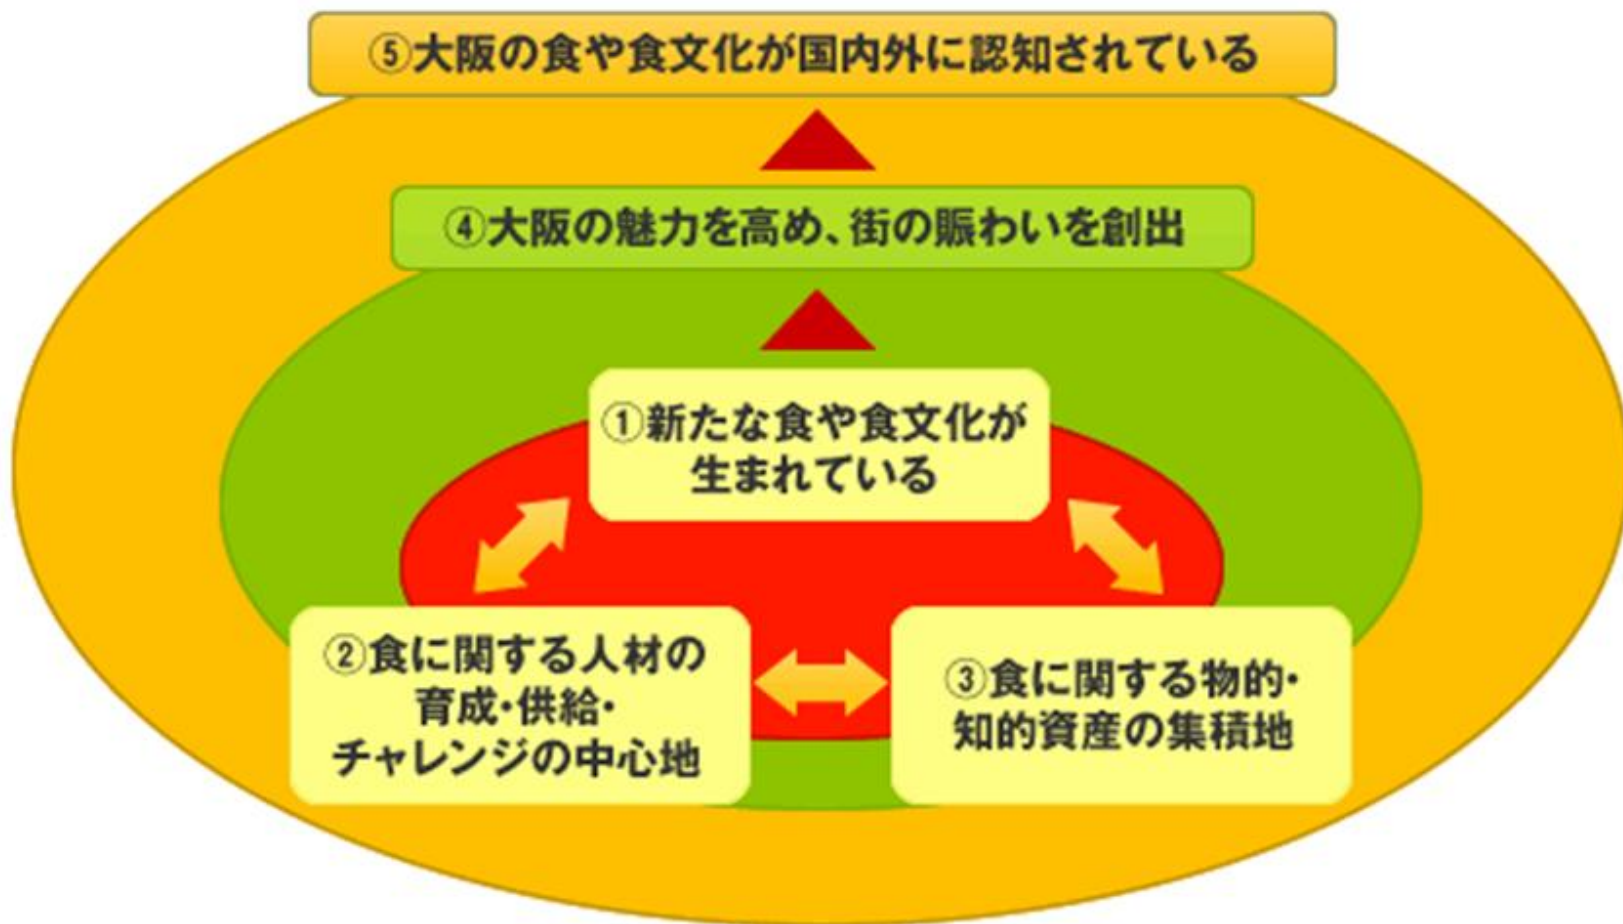 ⑤大阪の食や食文化が国内外に認知されている
④大阪の魅力を高め、街の賑わいを創出
①新たな食や食文化が
生まれている
②食に関する人材の
育成・供給・
チャレンジの中心地
③食に関する物的・
知的資産の集積地